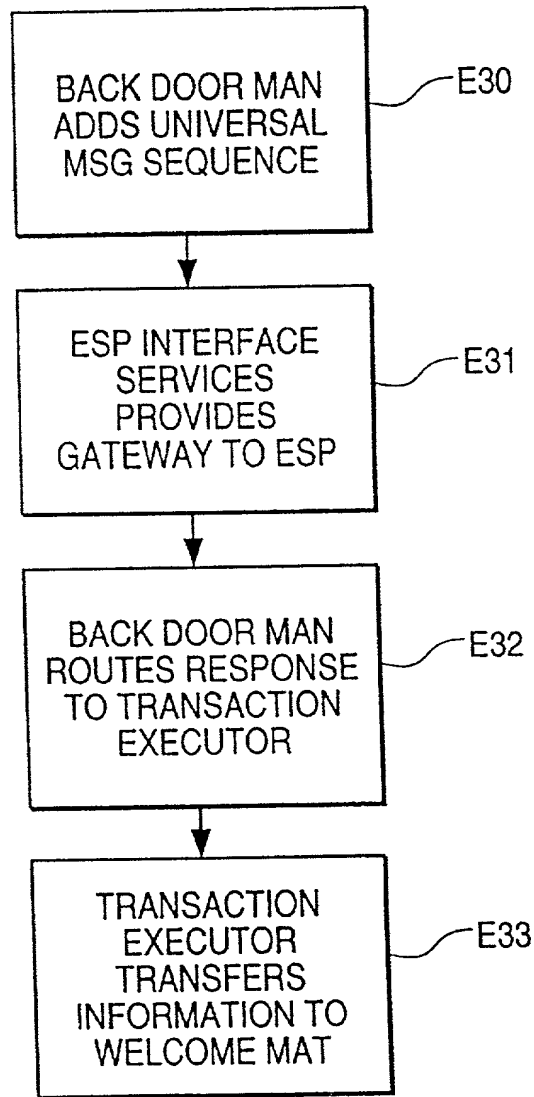 BACK DOOR MAN
ADDS UNIVERSAL
MSG SEQUENCE
E30
ESP INTERFACE
SERVICES
PROVIDES
GATEWAY TO ESP
E31
BACK DOOR MAN
ROUTES RESPONSE
TO TRANSACTION
EXECUTOR
E32
TRANSACTION
EXECUTOR
TRANSFERS
INFORMATION TO
WELCOME MAT
E33